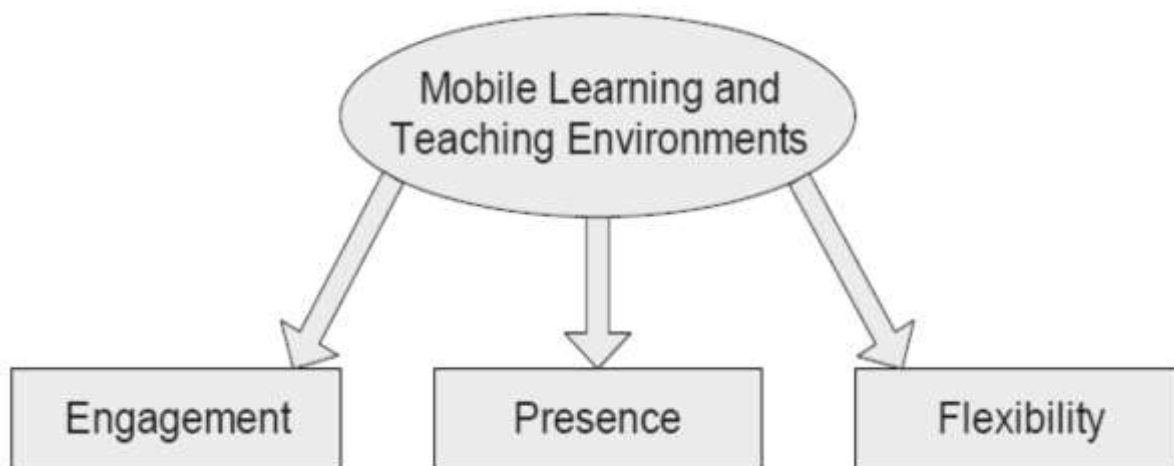 Mobile Learning and
Teaching Environments
Engagement
Presence
Flexibility